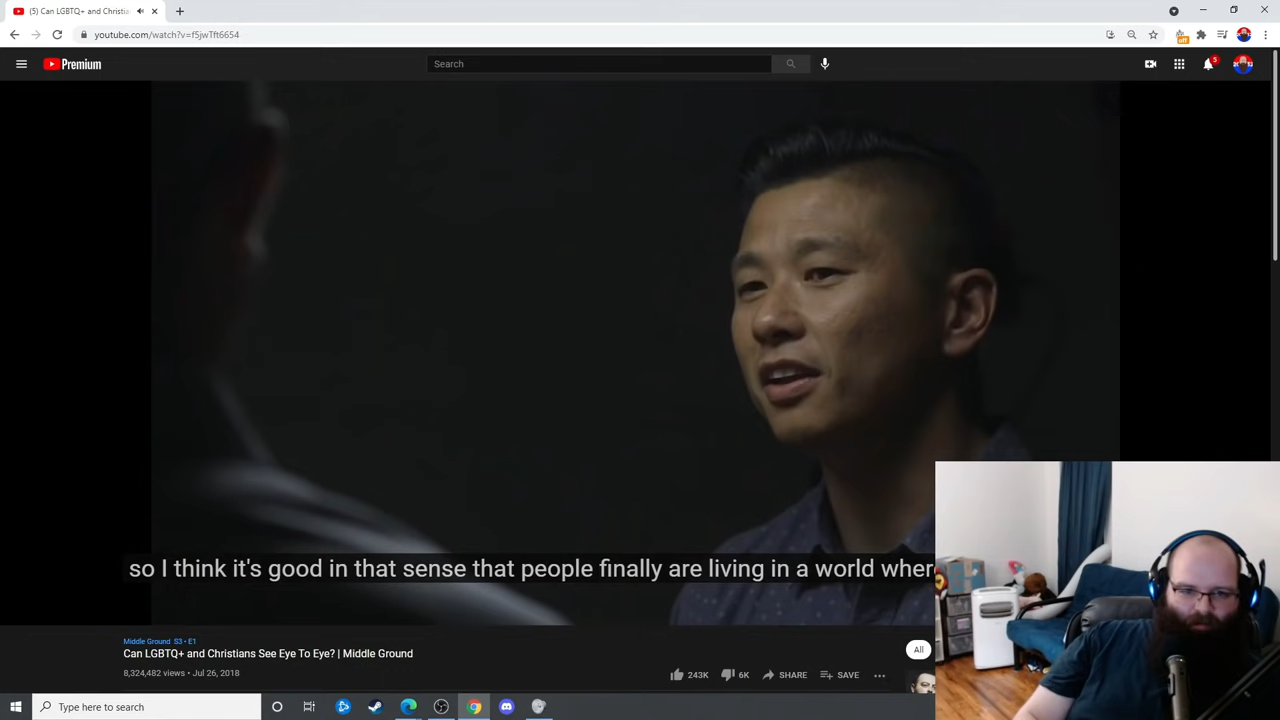 (5) Can LGBTQ+ and Christia
youtube.com/watch?v=f5jwTft6654
off
Premium
Search
5
so I think it's good in that sense that people finally are living in a world wher
Middle Ground S3 • E1
Can LGBTQ+ and Christians See Eye To Eye? | Middle Ground
8,324,482 views • Jul 26, 2018
243K
6K
SHARE
SAVE
All
Type here to search